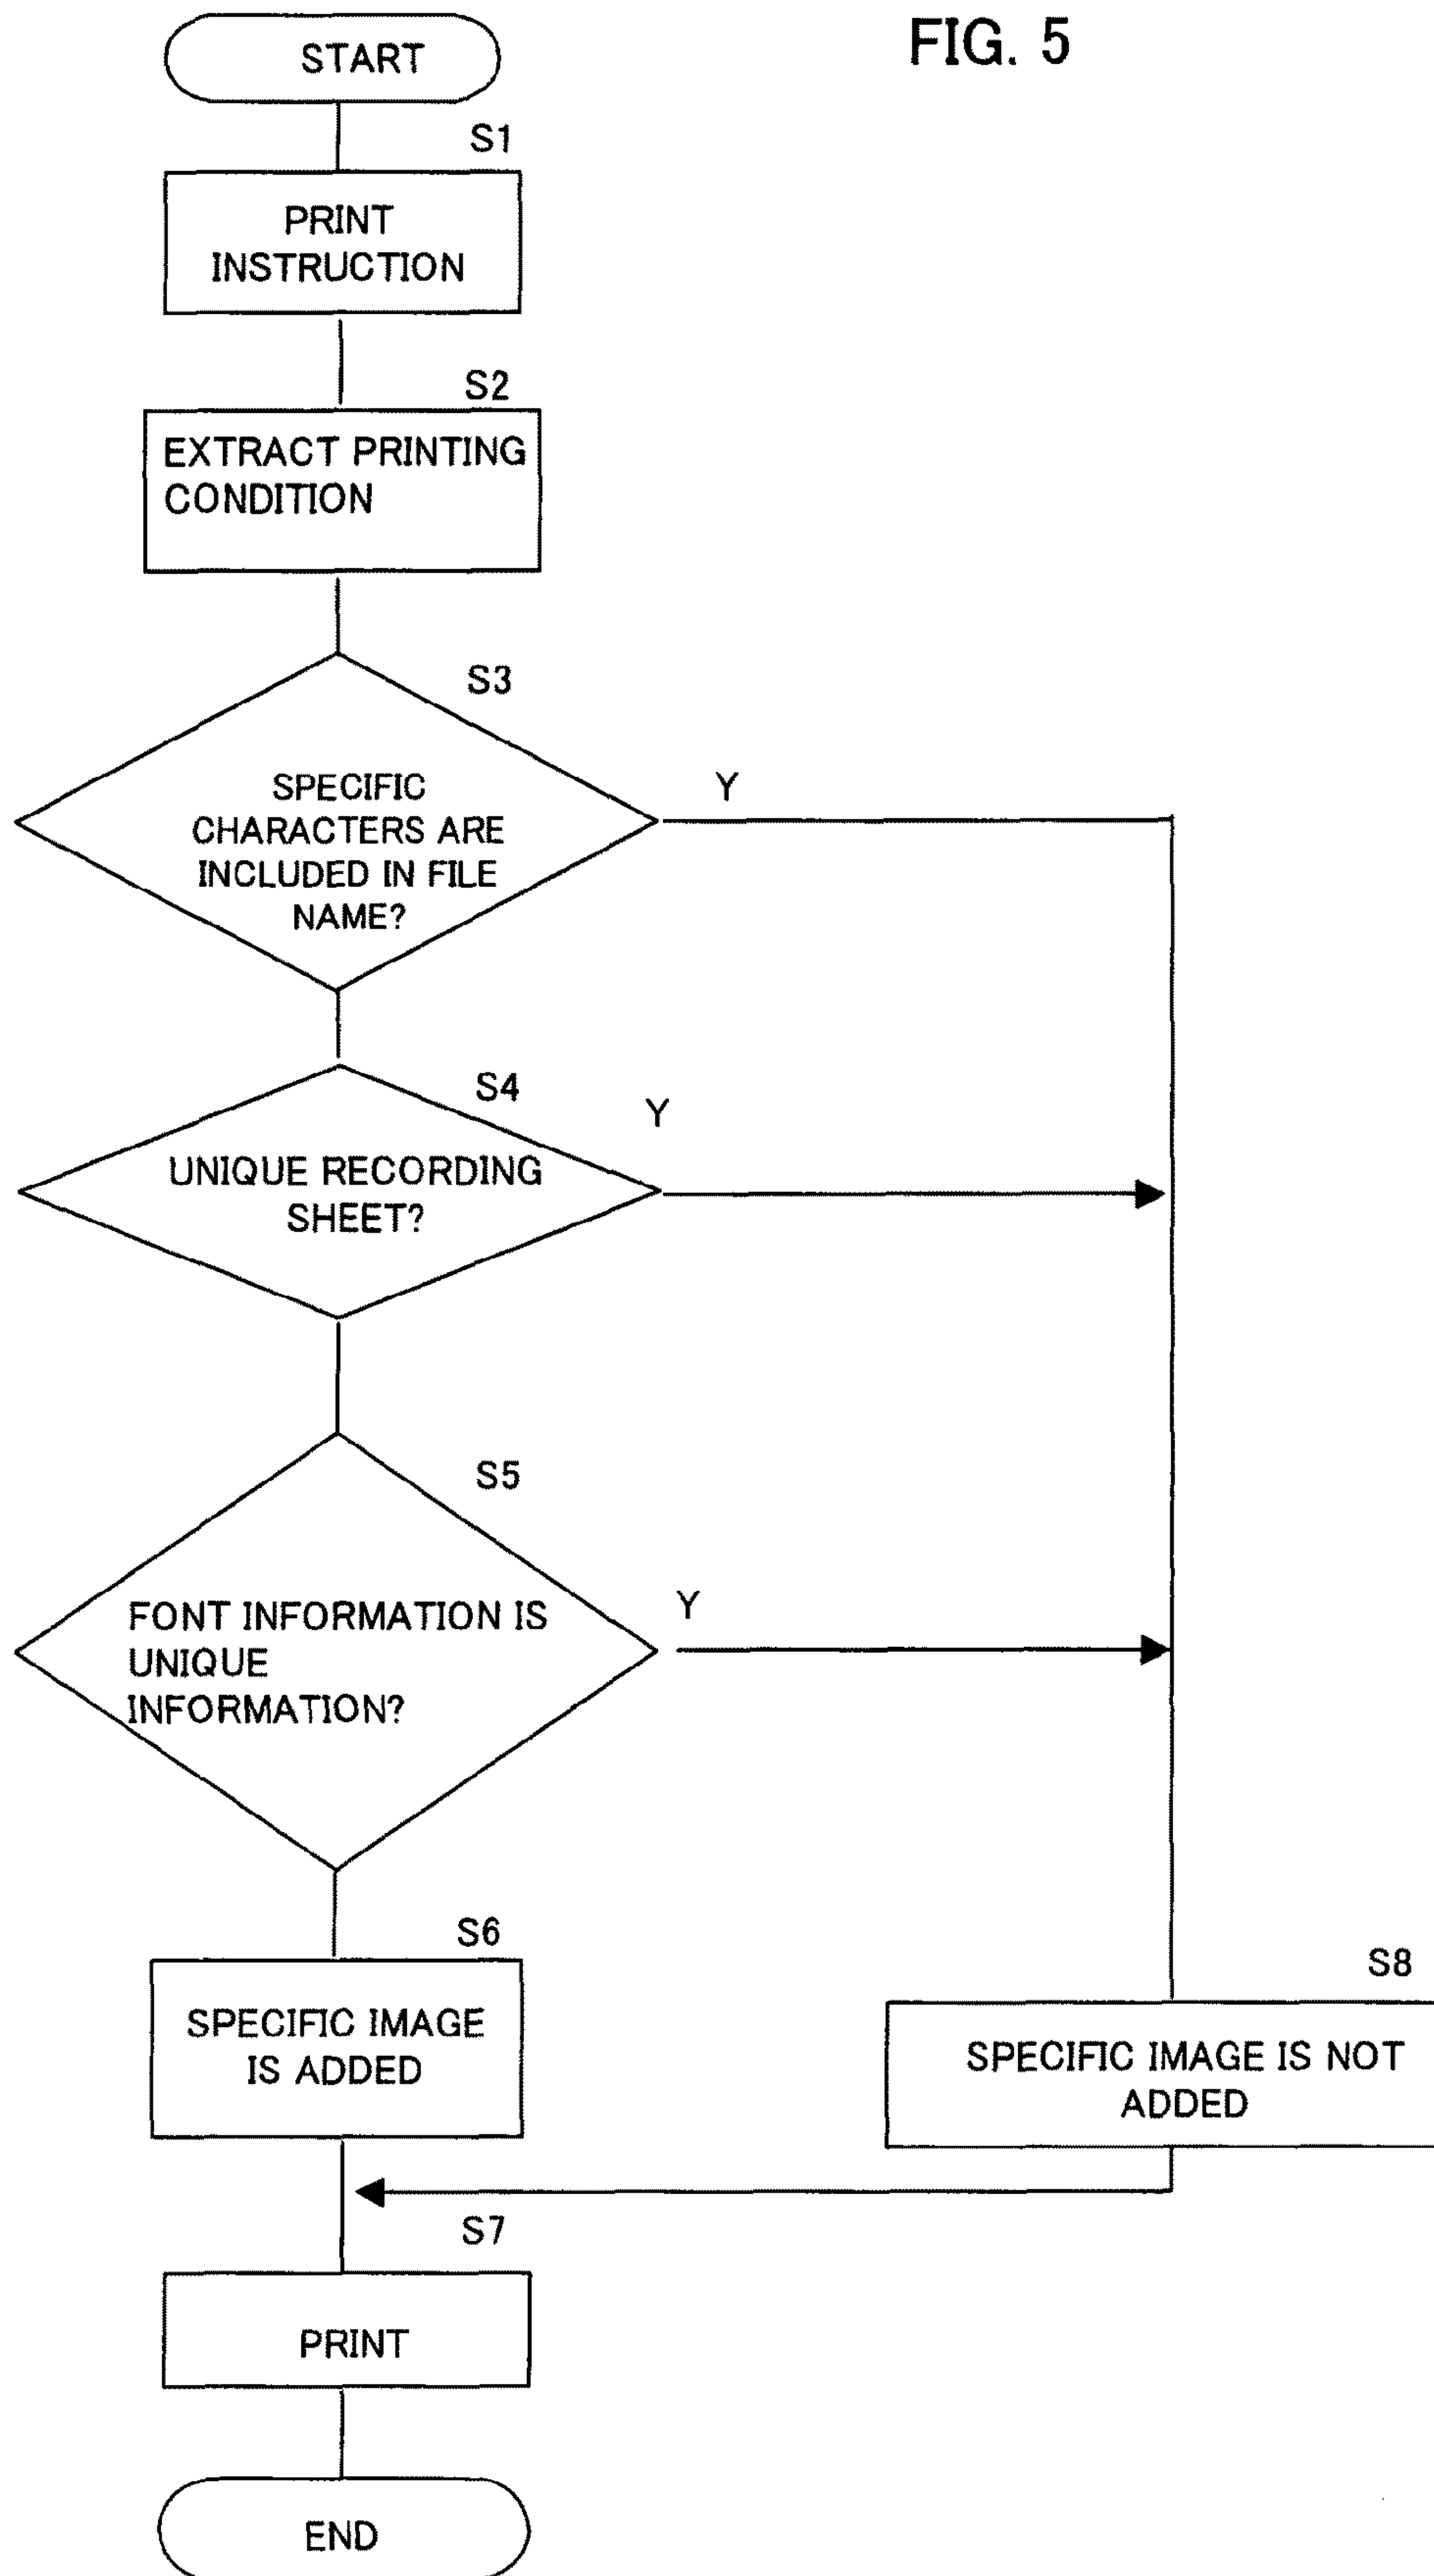 FIG. 5
START
S1
PRINT
INSTRUCTION
S2
EXTRACT PRINTING
CONDITION
S3
SPECIFIC
CHARACTERS ARE
INCLUDED IN FILE
NAME?
Y
S4
Y
UNIQUE RECORDING
SHEET?
S5
FONT INFORMATION IS
UNIQUE
INFORMATION?
Y
S6
SPECIFIC IMAGE
IS ADDED
S8
SPECIFIC IMAGE IS NOT
ADDED
S7
PRINT
END